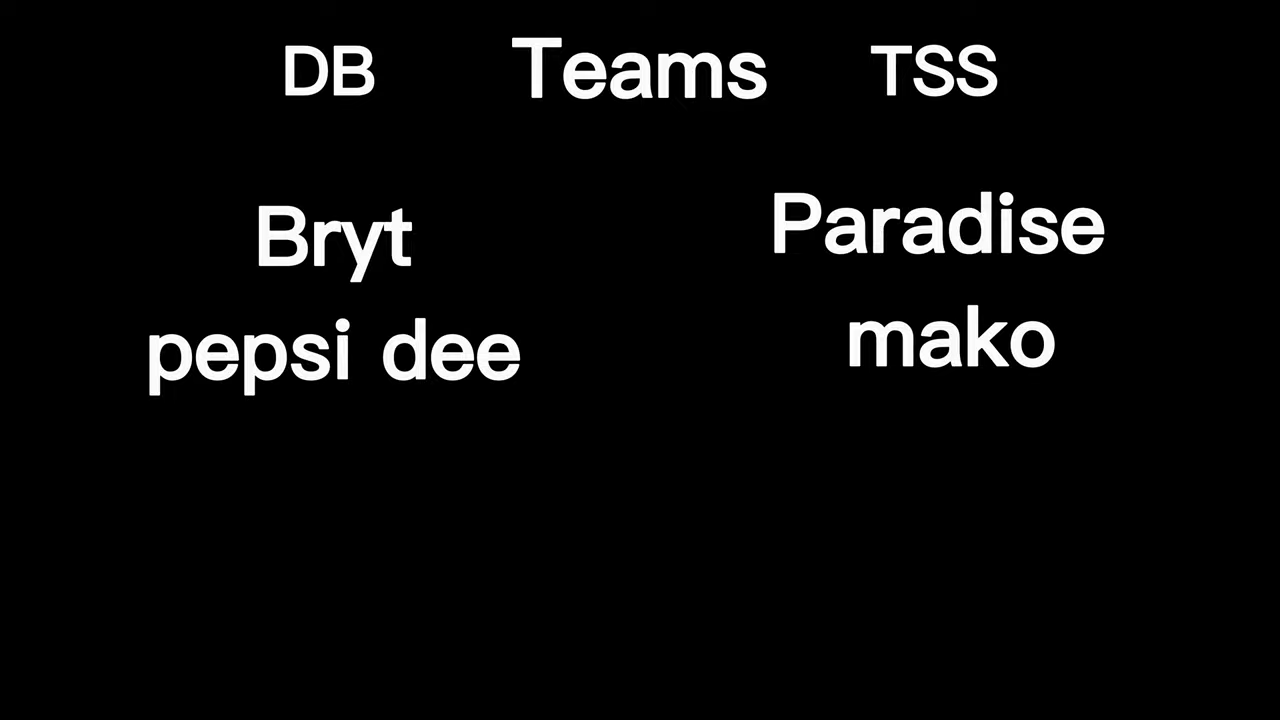 DB Teams TSS
Bryt
pepsi dee
Paradise
mako